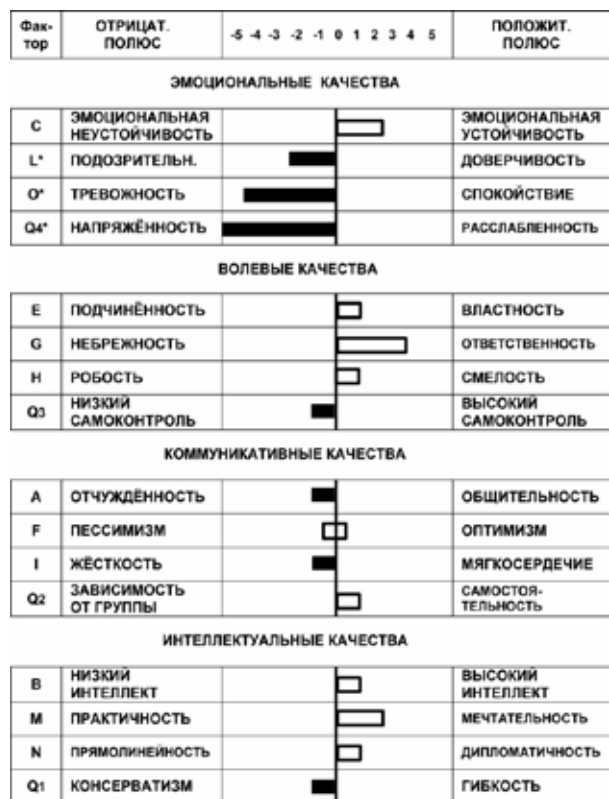 Фак-
тор
ОТРИЦАТ.
ПОЛЮС
-5 -4 -3 -2 -1 0 1 2 3 4 5
ПОЛОЖИТ.
ПОЛЮС
ЭМОЦИОНАЛЬНЫЕ КАЧЕСТВА
C ЭМОЦИОНАЛЬНАЯ
НЕУСТОЙЧИВОСТЬ
ЭМОЦИОНАЛЬНАЯ
УСТОЙЧИВОСТЬ
L* ПОДОЗРИТЕЛЬН. ДОВЕРЧИВОСТЬ
O* ТРЕВОЖНОСТЬ СПОКОЙСТВИЕ
Q4* НАПРЯЖЁННОСТЬ РАССЛАБЛЕННОСТЬ
ВОЛЕВЫЕ КАЧЕСТВА
E ПОДЧИНЁННОСТЬ ВЛАСТНОСТЬ
G НЕБРЕЖНОСТЬ ОТВЕТСТВЕННОСТЬ
H РОБОСТЬ СМЕЛОСТЬ
Q3 НИЗКИЙ
САМОКОНТРОЛЬ
ВЫСОКИЙ
САМОКОНТРОЛЬ
КОММУНИКАТИВНЫЕ КАЧЕСТВА
A ОТЧУЖДЁННОСТЬ ОБЩИТЕЛЬНОСТЬ
F ПЕССИМИЗМ ОПТИМИЗМ
I ЖЁСТКОСТЬ МЯГКОСЕРДЕЧИЕ
Q2 ЗАВИСИМОСТЬ
ОТ ГРУППЫ
САМОСТОЯ-
ТЕЛЬНОСТЬ
ИНТЕЛЛЕКТУАЛЬНЫЕ КАЧЕСТВА
B НИЗКИЙ
ИНТЕЛЛЕКТ
ВЫСОКИЙ
ИНТЕЛЛЕКТ
M ПРАКТИЧНОСТЬ МЕЧТАТЕЛЬНОСТЬ
N ПРЯМОЛИНЕЙНОСТЬ ДИПЛОМАТИЧНОСТЬ
Q1 КОНСЕРВАТИЗМ ГИБКОСТЬ